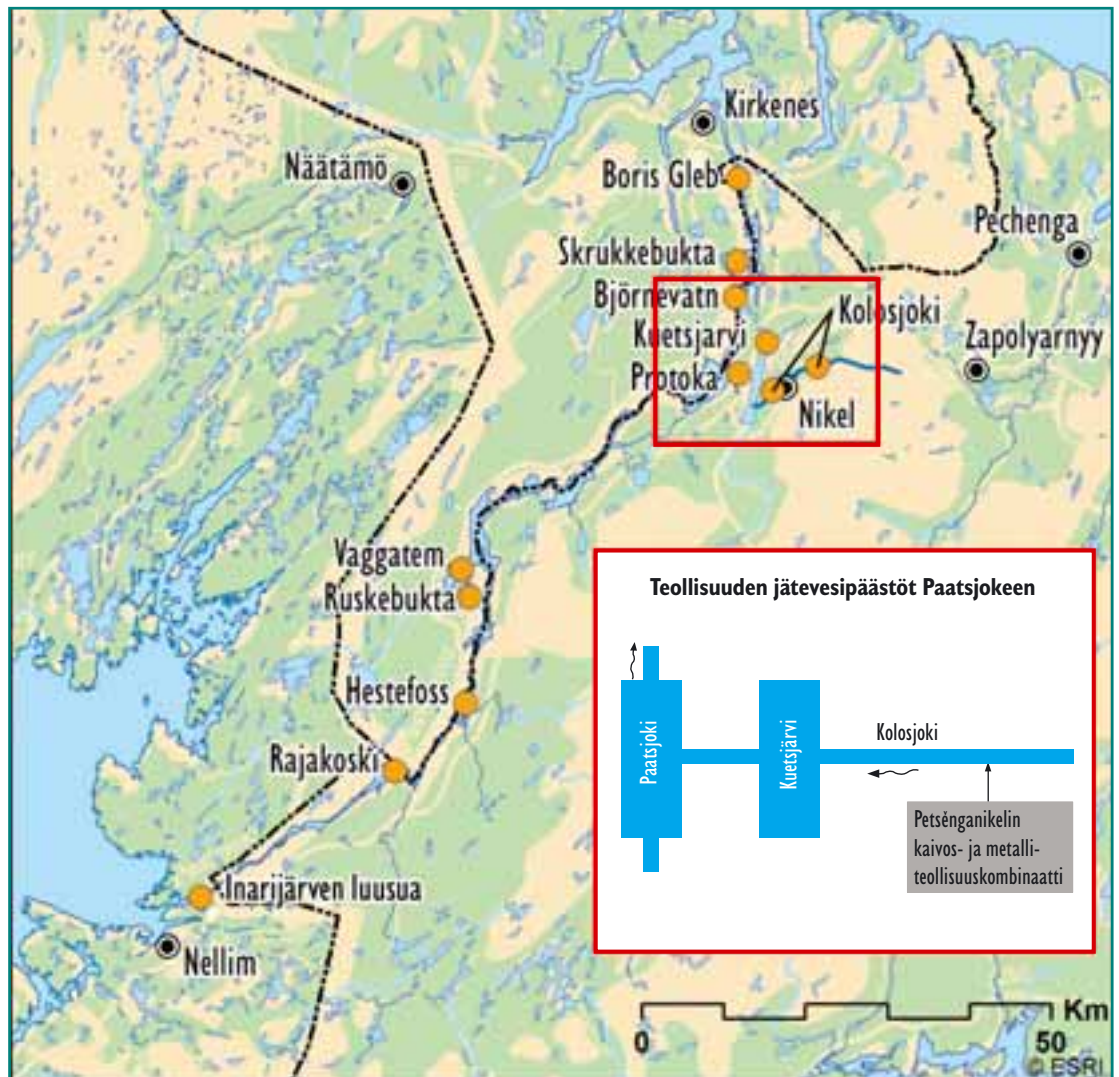 Kirkenes
Näätämö
Boris Gleb
Pechenga
Skrukkebukta
Björnevatn
Kolosjoki
Kuetsjarvi
Zapolyarnyy
Protoka
Nikel
Vaggatem
Ruskebukta
Hestefoss
Rajakoski
Inarijärven luusua
Nellim
Teollisuuden jätevesipäästöt Paatsjokeen
Paatsjoki
Kuetsjärvi
Kolosjoki
Petsĕnganikelin
kaivos- ja metalli-
teollisuuskombinaatti
Km
0
50
© ESRI